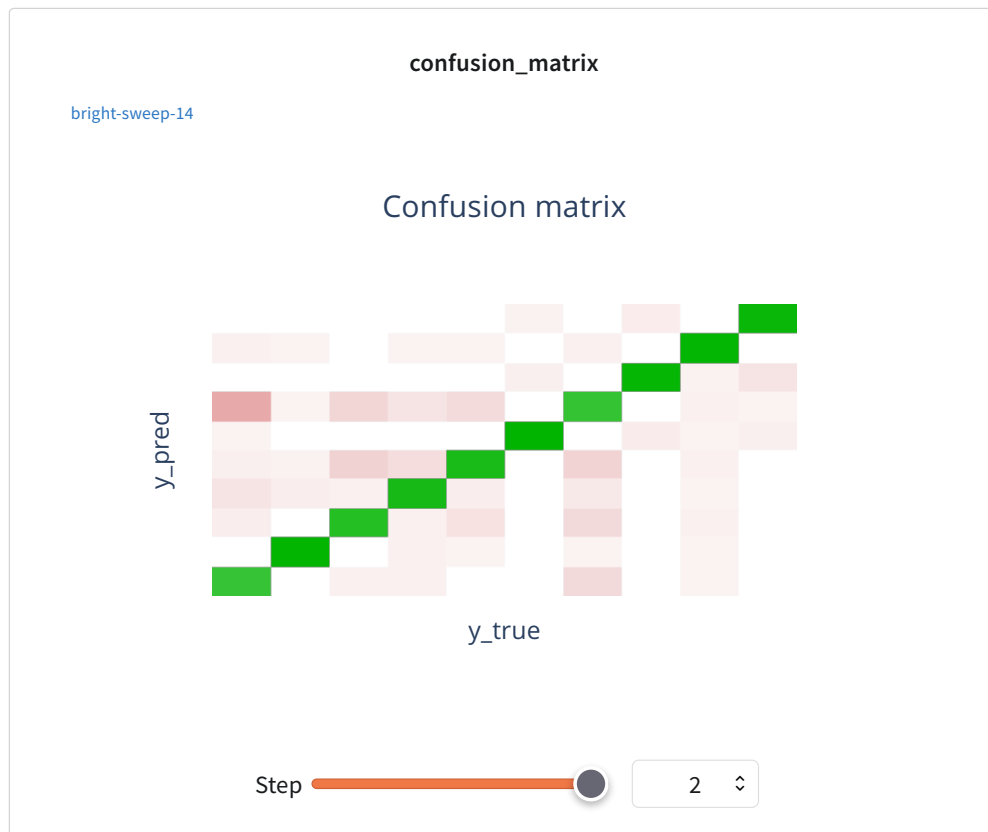 confusion_matrix
bright-sweep-14
Confusion matrix
y_pred
y_true
Step 2